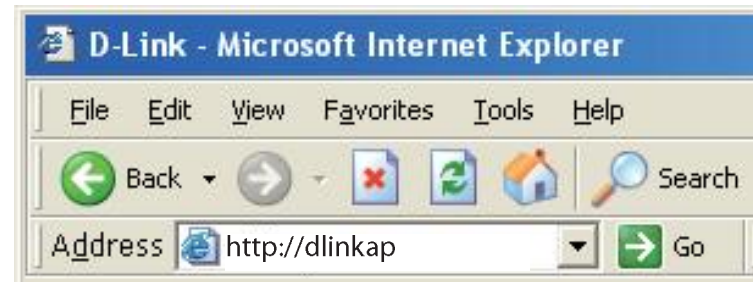 D-Link - Microsoft Internet Explorer
File Edit View Favorites Tools Help
Back Search
Address http://dlinkap Go